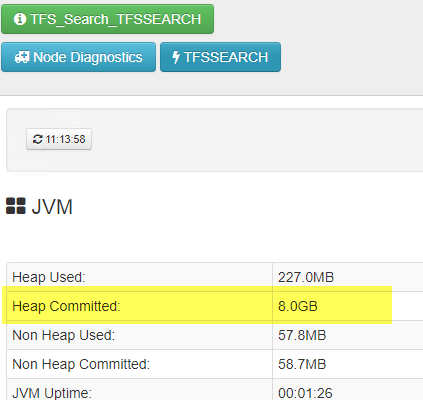 TFS_Search_TFSSEARCH
Node Diagnostics TFSSEARCH
11:13:58
JVM
Heap Used: 227.0MB
Heap Committed: 8.0GB
Non Heap Used: 57.8MB
Non Heap Committed: 58.7MB
JVM Uptime: 00:01:26